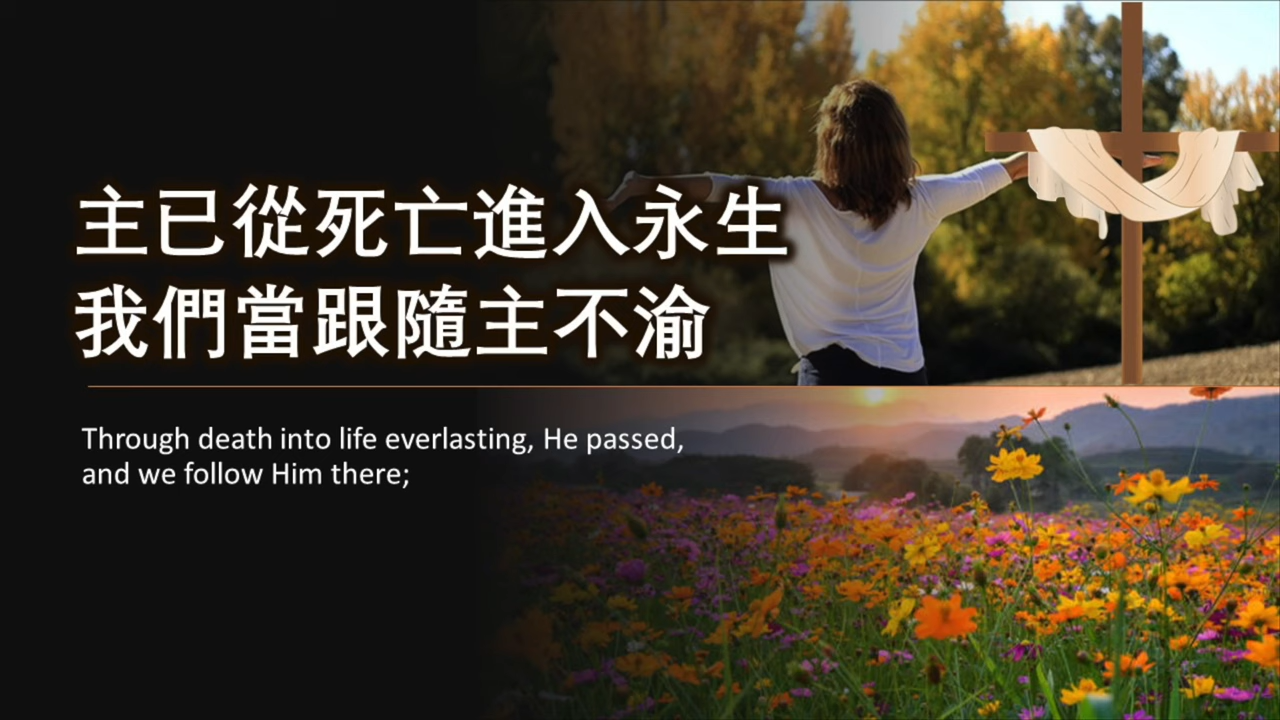 主已從死亡進入永生
我們當跟隨主不渝
Through death into life everlasting, He passed,
and we follow Him there;